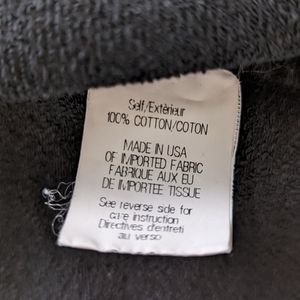 Self/Extérieur
100% COTTON/COTON
MADE IN USA
OF IMPORTED FABRIC
FABRIQUE AUX EU
DE IMPORTÉE TISSUE
See reverse side for
care instruction
Directives d'entreti
au verso